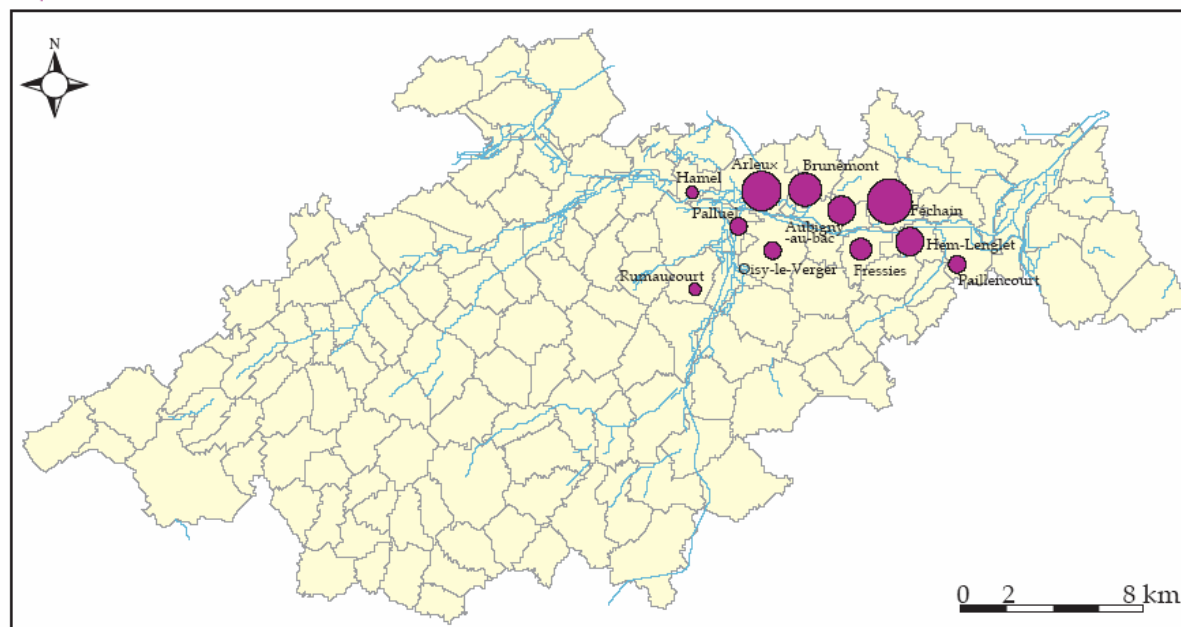 N
Arleux
Brunémont
Hamel
Palluel
Féchain
Aubigny
-au-bac
Hem-Lenglet
Oisy-le-Verger
Fressies
Rumaucourt
Paillencourt
0 2 8 km